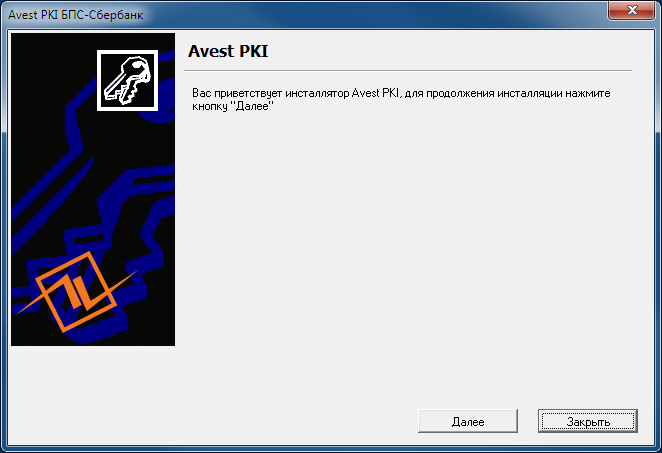 Avest PKI БПС-Сбербанк
Avest PKI
Вас приветствует инсталлятор Avest PKI, для продолжения инсталляции нажмите
кнопку "Далее"
Далее
Закрыть